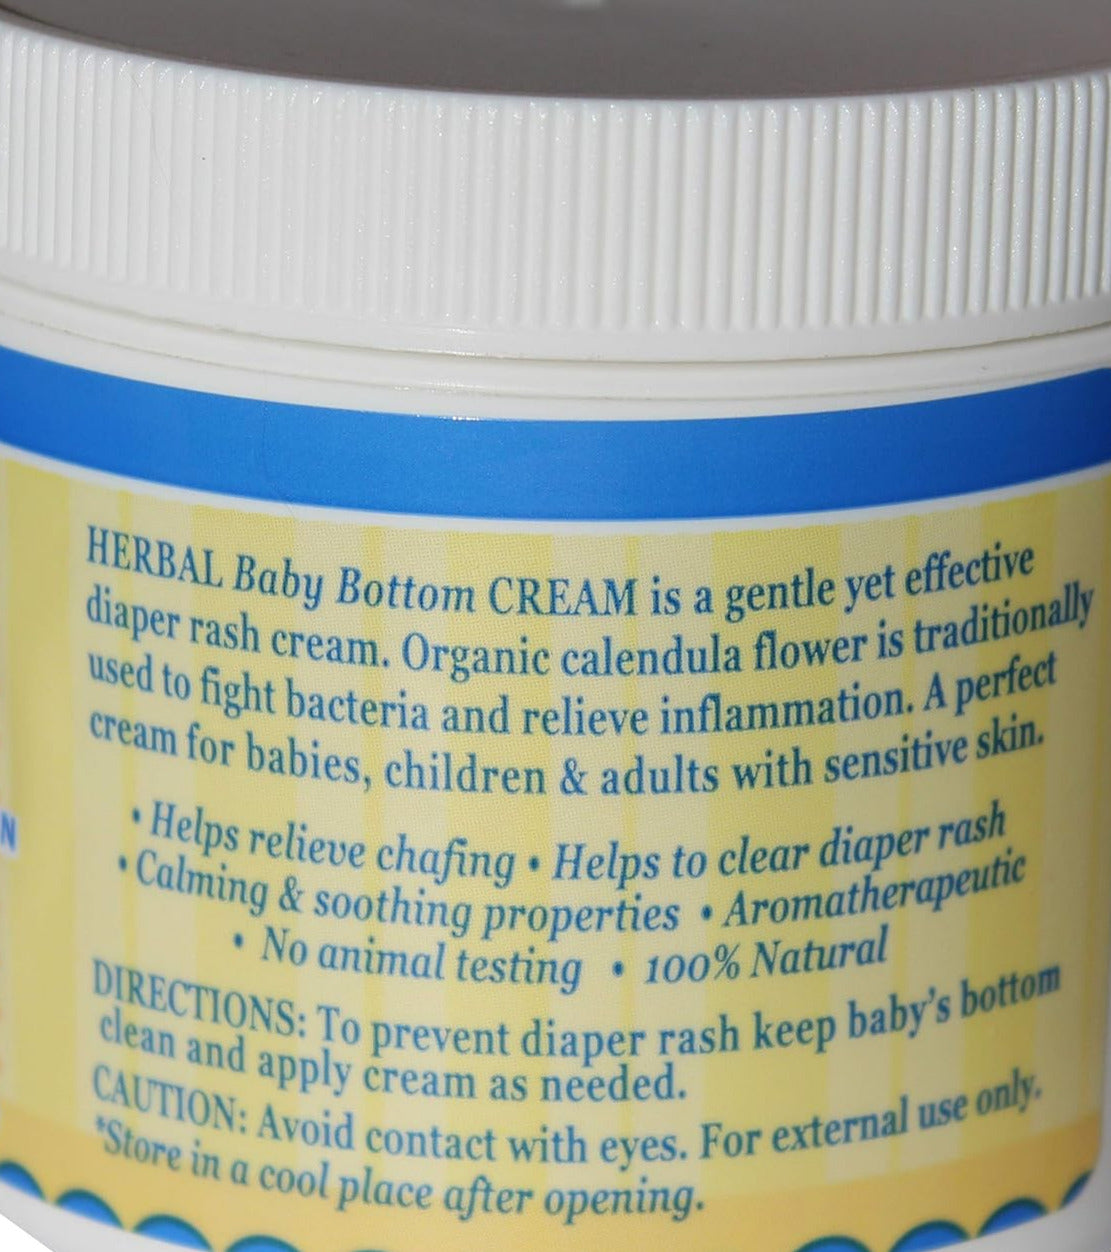 HERBAL Baby Bottom CREAM is a gentle yet effective
diaper rash cream. Organic calendula flower is traditionally
used to fight bacteria and relieve inflammation. A perfect
cream for babies, children & adults with sensitive skin.
• Helps relieve chafing • Helps to clear diaper rash
• Calming & soothing properties • Aromatherapeutic
• No animal testing • 100% Natural
DIRECTIONS: To prevent diaper rash keep baby's bottom
clean and apply cream as needed.
CAUTION: Avoid contact with eyes. For external use only.
*Store in a cool place after opening.
N